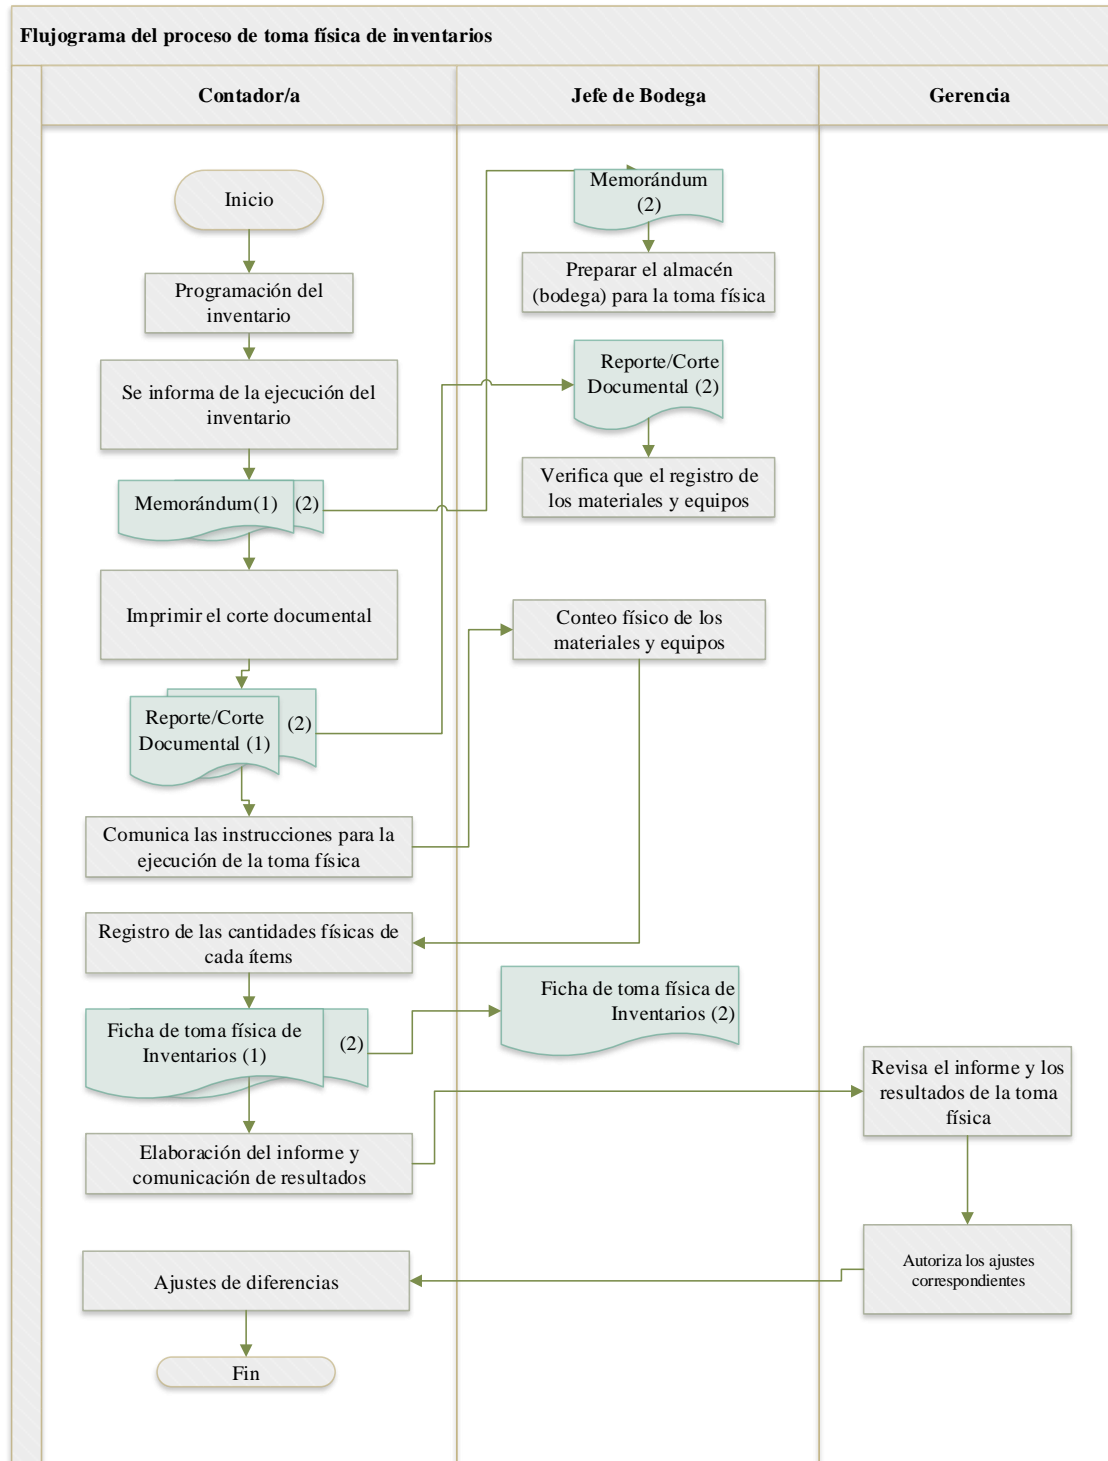 Flujograma del proceso de toma física de inventarios
Contador/a
Jefe de Bodega
Gerencia
Inicio
Programación del
inventario
Se informa de la ejecución del
inventario
Memorándum(1)
(2)
Imprimir el corte documental
Reporte/Corte
Documental (1)
(2)
Comunica las instrucciones para la
ejecución de la toma física
Registro de las cantidades físicas de
cada ítems
Ficha de toma física de
Inventarios (1)
(2)
Elaboración del informe y
comunicación de resultados
Ajustes de diferencias
Fin
Memorándum
(2)
Preparar el almacén
(bodega) para la toma física
Reporte/Corte
Documental (2)
Verifica que el registro de
los materiales y equipos
Conteo físico de los
materiales y equipos
Ficha de toma física de
Inventarios (2)
Revisa el informe y los
resultados de la toma
física
Autoriza los ajustes
correspondientes